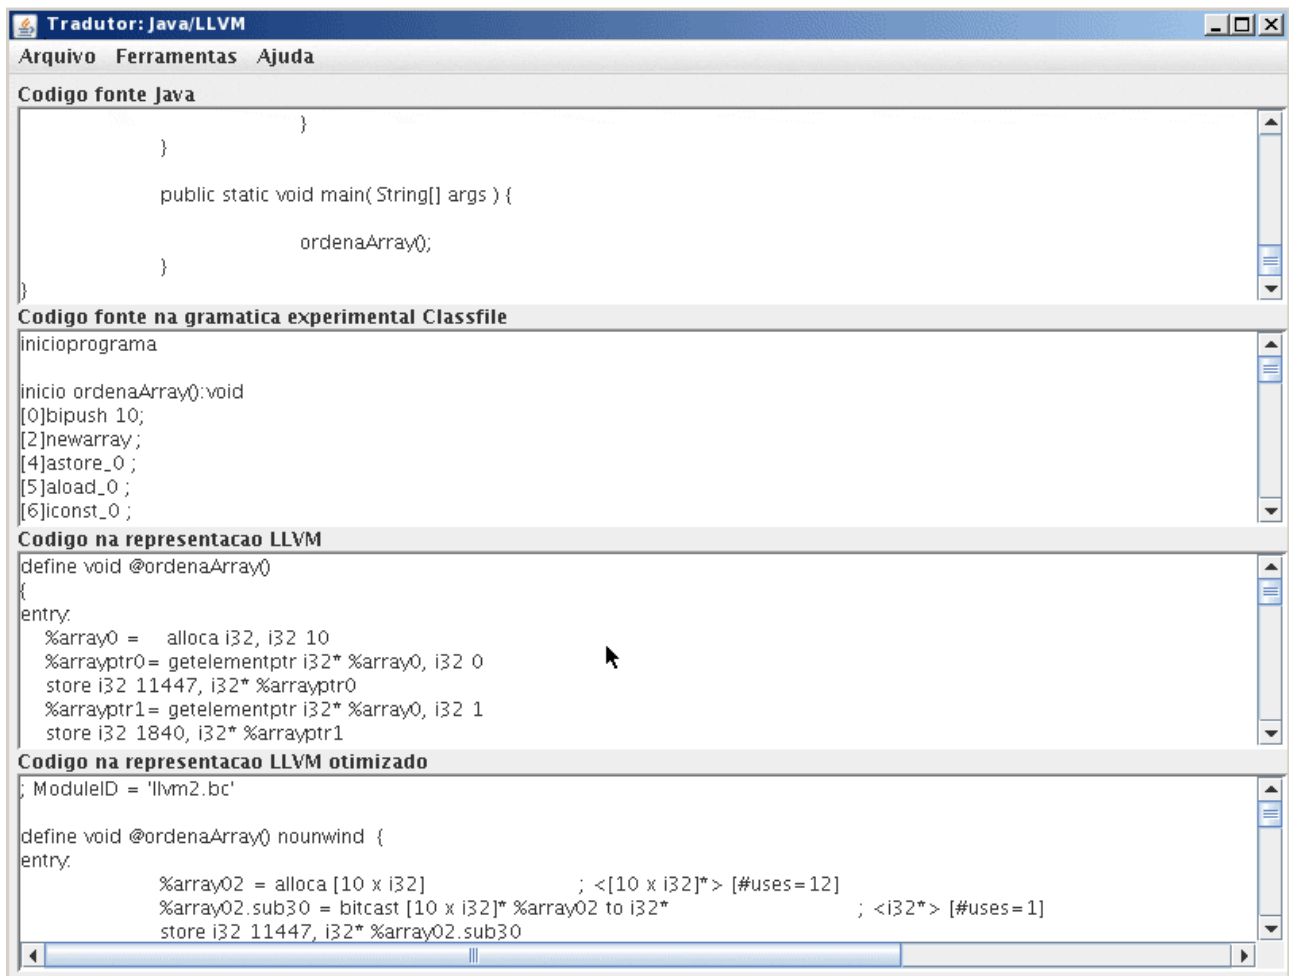 Tradutor: Java/LLVM
Arquivo Ferramentas Ajuda
Codigo fonte Java
}
}
public static void main( String[] args ) {
ordenaArray();
}
}
Codigo fonte na gramatica experimental Classfile
inicioprograma
inicio ordenaArray():void
[0]bipush 10;
[2]newarray ;
[4]astore_0 ;
[5]aload_0 ;
[6]iconst_0 ;
Codigo na representacao LLVM
define void @ordenaArray()
{
entry:
%array0 = alloca i32, i32 10
%arrayptr0= getelementptr i32* %array0, i32 0
store i32 11447, i32* %arrayptr0
%arrayptr1= getelementptr i32* %array0, i32 1
store i32 1840, i32* %arrayptr1
Codigo na representacao LLVM otimizado
; ModuleID = 'llvm2.bc'
define void @ordenaArray() nounwind {
entry:
%array02 = alloca [10 x i32] ; <[10 x i32]*> [#uses=12]
%array02.sub30 = bitcast [10 x i32]* %array02 to i32* ; <i32*> [#uses=1]
store i32 11447, i32* %array02.sub30